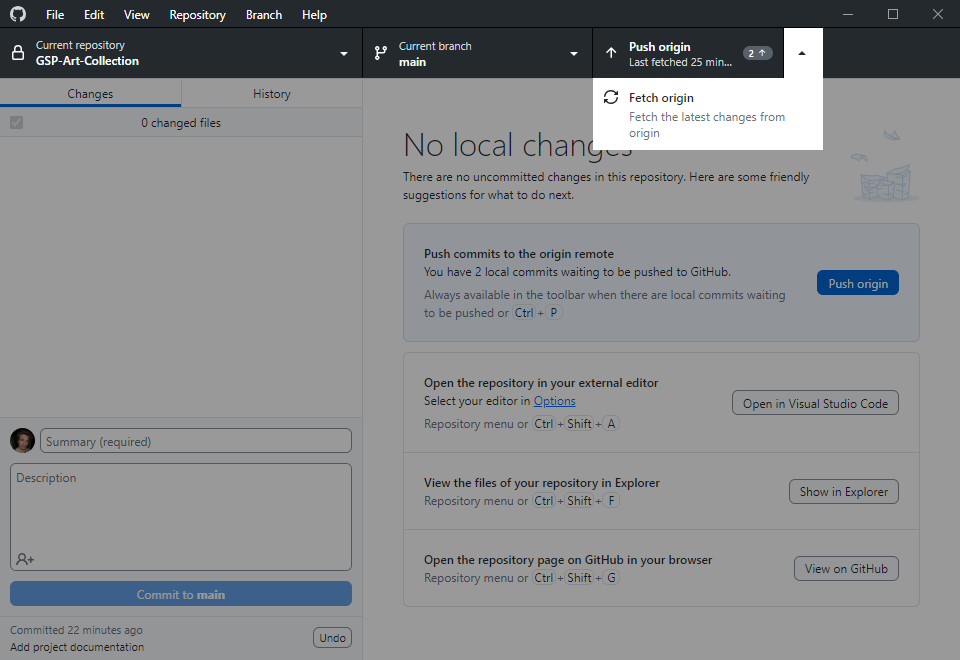 File Edit View Repository Branch Help
Current repository
GSP-Art-Collection
Current branch
main
Push origin
Last fetched 25 min...
2
Fetch origin
Fetch the latest changes from
origin
Changes History
0 changed files
No local changes
There are no uncommitted changes in this repository. Here are some friendly
suggestions for what to do next.
Push commits to the origin remote
You have 2 local commits waiting to be pushed to GitHub.
Always available in the toolbar when there are local commits waiting
to be pushed or Ctrl + P
Push origin
Open the repository in your external editor
Select your editor in Options
Repository menu or Ctrl + Shift + A
Open in Visual Studio Code
View the files of your repository in Explorer
Repository menu or Ctrl + Shift + F
Show in Explorer
Open the repository page on GitHub in your browser
Repository menu or Ctrl + Shift + G
View on GitHub
Summary (required)
Description
Commit to main
Committed 22 minutes ago
Add project documentation
Undo